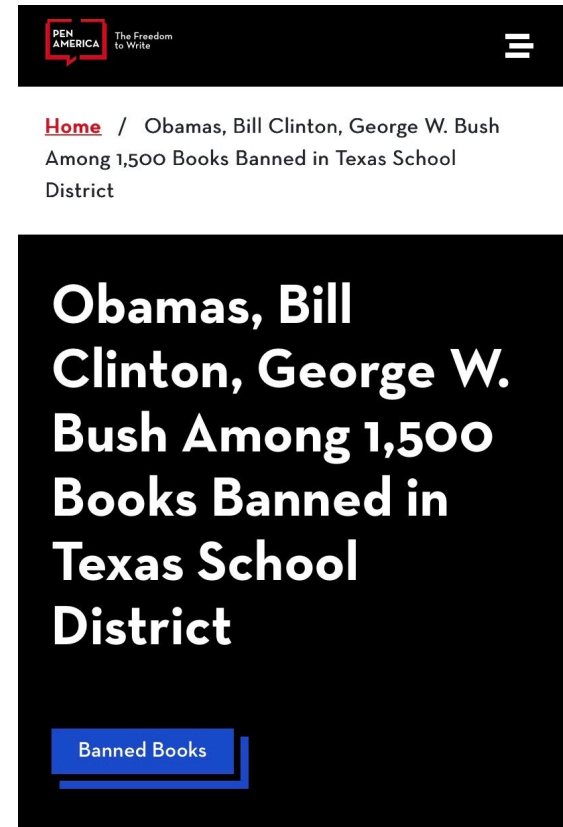 PEN
AMERICA
The Freedom
to Write
Home / Obamas, Bill Clinton, George W. Bush
Among 1,500 Books Banned in Texas School
District
Obamas, Bill
Clinton, George W.
Bush Among 1,500
Books Banned in
Texas School
District
Banned Books